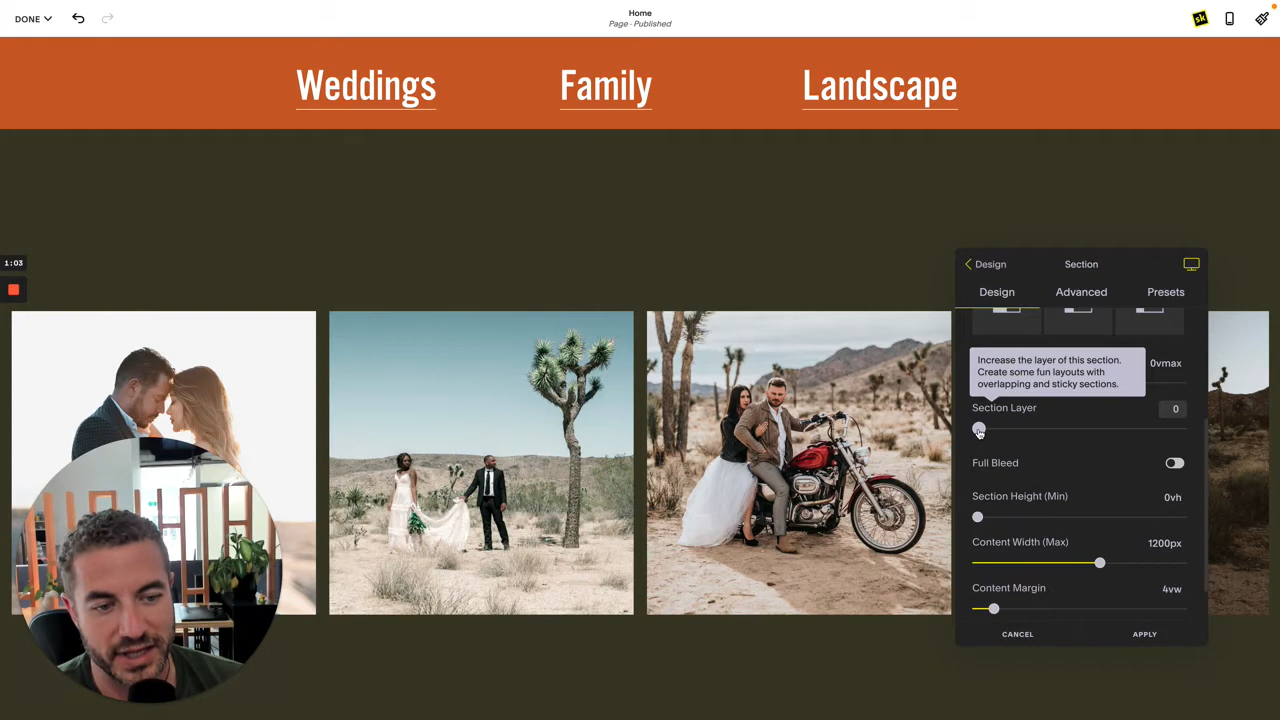 DONE
Home
Page · Published
sk
Weddings
Family
Landscape
1:03
Design
Section
Design
Advanced
Presets
0vmax
Increase the layer of this section.
Create some fun layouts with
overlapping and sticky sections.
Section Layer
0
Full Bleed
Section Height (Min)
0vh
Content Width (Max)
1200px
Content Margin
4vw
CANCEL
APPLY